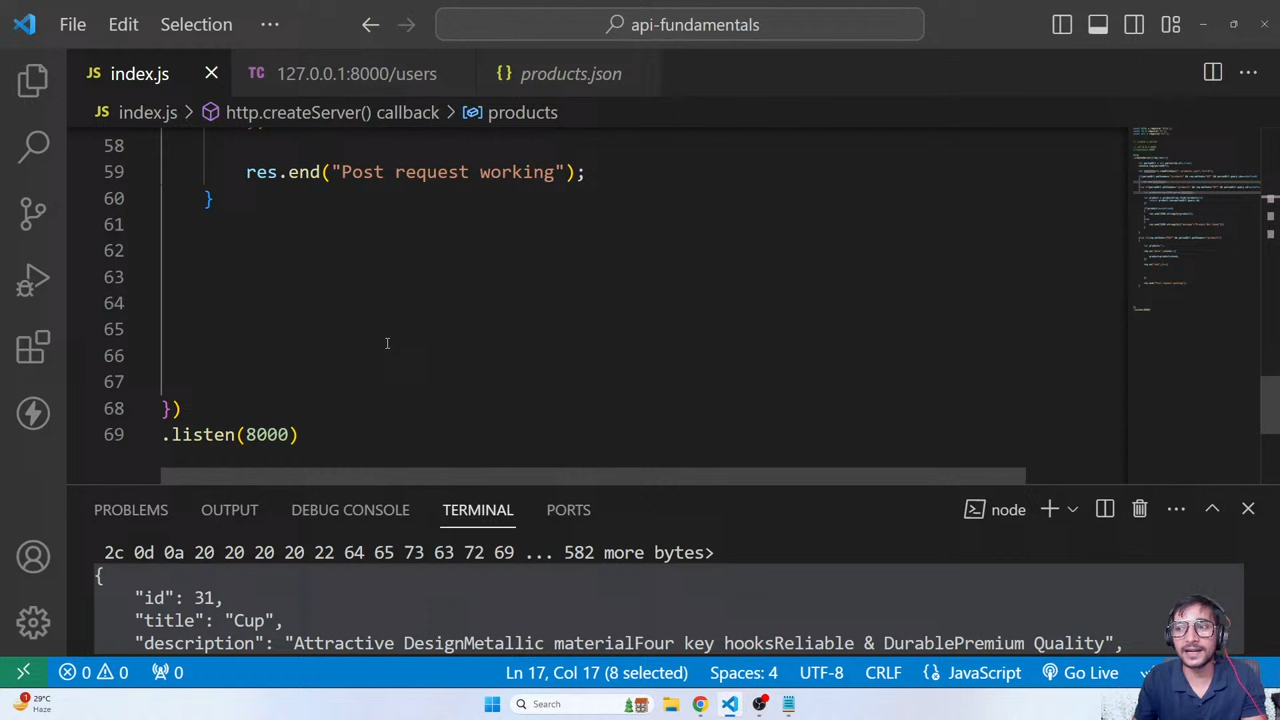 File Edit Selection ··· api-fundamentals
JS index.js TC 127.0.0.1:8000/users {} products.json
JS index.js > http.createServer() callback > products
58
59 res.end("Post request working");
60 }
61
62
63
64
65
66
67
68 })
69 .listen(8000)
PROBLEMS OUTPUT DEBUG CONSOLE TERMINAL PORTS node
2c 0d 0a 20 20 20 20 22 64 65 73 63 72 69 ... 582 more bytes>
{
"id": 31,
"title": "Cup",
"description": "Attractive DesignMetallic materialFour key hooksReliable & DurablePremium Quality",
0 0 0 Ln 17, Col 17 (8 selected) Spaces: 4 UTF-8 CRLF {} JavaScript Go Live
1 29°C
Haze
Search